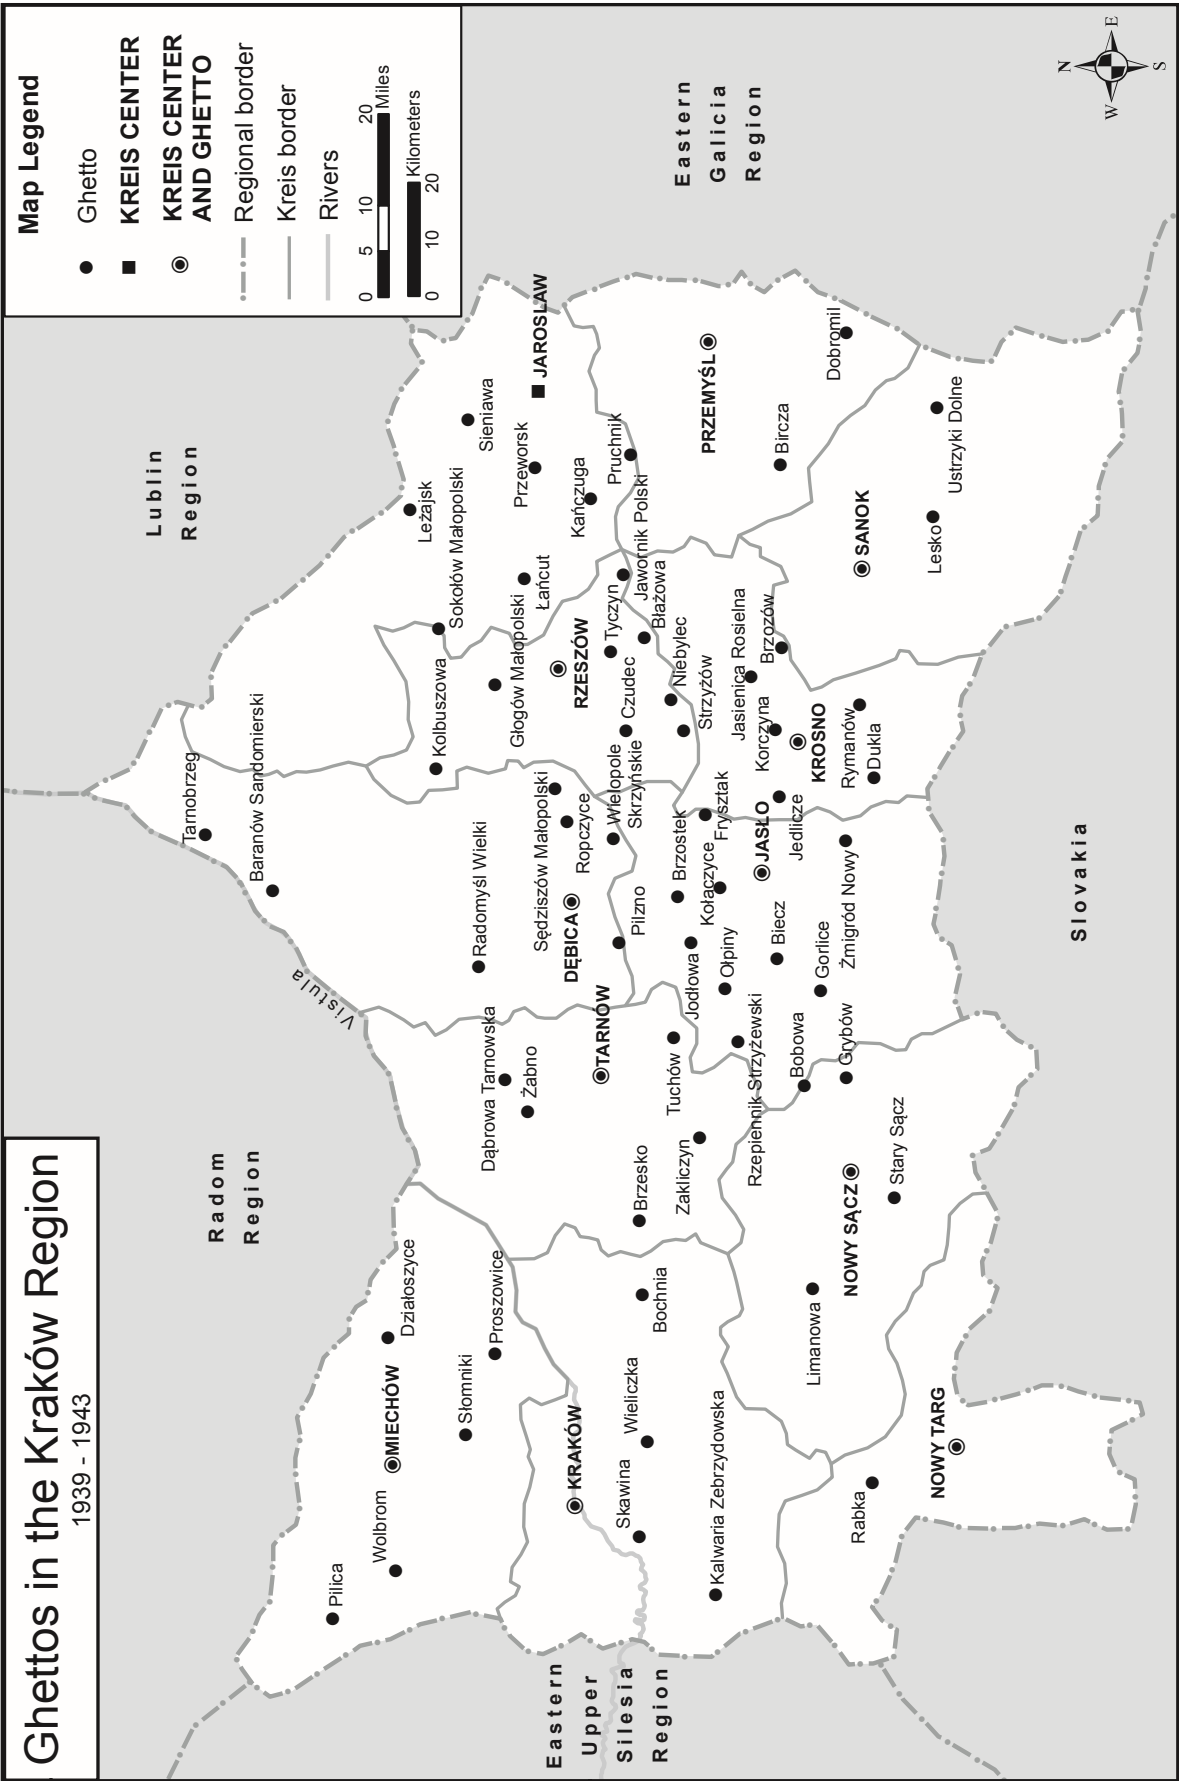 Ghettos in the Kraków Region
1939 - 1943
Map Legend
Ghetto
KREIS CENTER
KREIS CENTER
AND GHETTO
Regional border
Kreis border
Rivers
0 5 10 20
Miles
Kilometers
0 10 20
Radom
Region
Lublin
Region
Eastern
Galicia
Region
Eastern
Upper
Silesia
Region
Slovakia
N
E
S
W
Vistula
Pilica
Wolbrom
MIECHÓW
Działoszyce
Słomniki
Proszowice
KRAKÓW
Skawina
Wieliczka
Bochnia
Kalwaria Zebrzydowska
Rabka
NOWY TARG
Limanowa
NOWY SĄCZ
Stary Sącz
Grybów
Bobowa
Brzesko
Zakliczyn
Tuchów
TARNÓW
Żabno
Dąbrowa Tarnowska
Rzepiennik Strzyżewski
Radomyśl Wielki
Tarnobrzeg
Baranów Sandomierski
DĘBICA
Sędziszów Małopolski
Ropczyce
Wielopole
Skrzyńskie
Pilzno
Brzostek
Jodłowa
Kołaczyce
Ołpiny
Frysztak
JASŁO
Jedlicze
Biecz
Gorlice
Żmigród Nowy
Kolbuszowa
Sokołów Małopolski
Głogów Małopolski
RZESZÓW
Tyczyn
Czudec
Błażowa
Niebylec
Strzyżów
Jasienica Rosielna
Brzozów
Korczyna
KROSNO
Rymanów
Dukla
Leżajsk
Sieniawa
Łańcut
Przeworsk
JAROSLAW
Kańczuga
Pruchnik
Jawornik Polski
PRZEMYŚL
Bircza
Dobromil
SANOK
Lesko
Ustrzyki Dolne